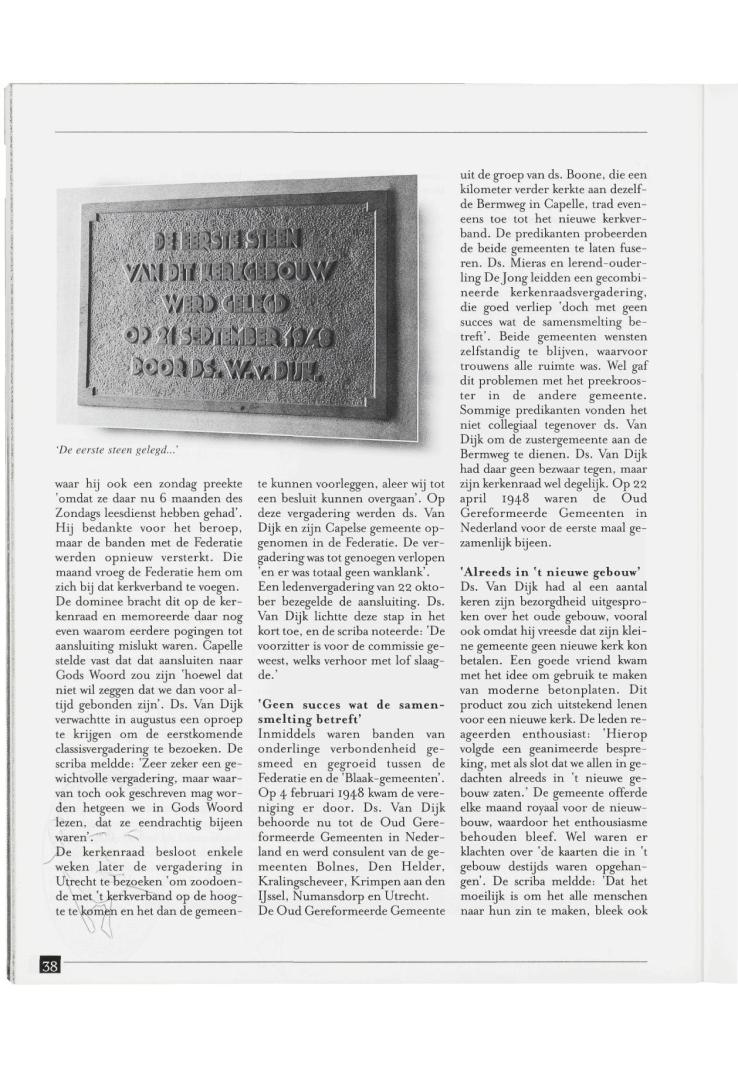 DE EERSTE STEEN
VAN DIT KERKGEBOUW
WERD GELEGD
OP 21 SEPTEMBER 1948
DOOR DS. W. v. DIJK.
'De eerste steen gelegd...'
waar hij ook een zondag preekte
'omdat ze daar nu 6 maanden des
Zondags leesdienst hebben gehad'.
Hij bedankte voor het beroep,
maar de banden met de Federatie
werden opnieuw versterkt. Die
maand vroeg de Federatie hem om
zich bij dat kerkverband te voegen.
De dominee bracht dit op de ker-
kenraad en memoreerde daar nog
even waarom eerdere pogingen tot
aansluiting mislukt waren. Capelle
stelde vast dat dat aansluiten naar
Gods Woord zou zijn 'hoewel dat
niet wil zeggen dat we dan voor al-
tijd gebonden zijn'. Ds. Van Dijk
verwachtte in augustus een oproep
te krijgen om de eerstkomende
classisvergadering te bezoeken. De
scriba meldde: 'Zeer zeker een ge-
wichtvolle vergadering, maar waar-
van toch ook geschreven mag wor-
den hetgeen we in Gods Woord
lezen, dat ze eendrachtig bijeen
waren'.
De kerkenraad besloot enkele
weken later de vergadering in
Utrecht te bezoeken 'om zoodoen-
de met 't kerkverband op de hoog-
te te komen en het dan de gemeen-
te kunnen voorleggen, aleer wij tot
een besluit kunnen overgaan'. Op
deze vergadering werden ds. Van
Dijk en zijn Capelse gemeente op-
genomen in de Federatie. De ver-
gadering was tot genoegen verlopen
'en er was totaal geen wanklank'.
Een ledenvergadering van 22 okto-
ber bezegelde de aansluiting. Ds.
Van Dijk lichtte deze stap in het
kort toe, en de scriba noteerde: 'De
voorzitter is voor de commissie ge-
weest, welks verhoor met lof slaag-
de.'
'Geen succes wat de samen-
smelting betreft'
Inmiddels waren banden van
onderlinge verbondenheid ge-
smeed en gegroeid tussen de
Federatie en de 'Blaak-gemeenten'.
Op 4 februari 1948 kwam de vere-
niging er door. Ds. Van Dijk
behoorde nu tot de Oud Gere-
formeerde Gemeenten in Neder-
land en werd consulent van de ge-
meenten Bolnes, Den Helder,
Kralingscheveer, Krimpen aan den
IJssel, Numansdorp en Utrecht.
De Oud Gereformeerde Gemeente
uit de groep van ds. Boone, die een
kilometer verder kerkte aan dezelf-
de Bermweg in Capelle, trad even-
eens toe tot het nieuwe kerkver-
band. De predikanten probeerden
de beide gemeenten te laten fuse-
ren. Ds. Mieras en lerend-ouder-
ling De Jong leidden een gecombi-
neerde kerkenraadsvergadering,
die goed verliep 'doch met geen
succes wat de samensmelting be-
treft'. Beide gemeenten wensten
zelfstandig te blijven, waarvoor
trouwens alle ruimte was. Wel gaf
dit problemen met het preekroos-
ter in de andere gemeente.
Sommige predikanten vonden het
niet collegiaal tegenover ds. Van
Dijk om de zustergemeente aan de
Bermweg te dienen. Ds. Van Dijk
had daar geen bezwaar tegen, maar
zijn kerkenraad wel degelijk. Op 22
april 1948 waren de Oud
Gereformeerde Gemeenten in
Nederland voor de eerste maal ge-
zamenlijk bijeen.
'Alreeds in 't nieuwe gebouw'
Ds. Van Dijk had al een aantal
keren zijn bezorgdheid uitgespro-
ken over het oude gebouw, vooral
ook omdat hij vreesde dat zijn klei-
ne gemeente geen nieuwe kerk kon
betalen. Een goede vriend kwam
met het idee om gebruik te maken
van moderne betonplaten. Dit
product zou zich uitstekend lenen
voor een nieuwe kerk. De leden re-
ageerden enthousiast: 'Hierop
volgde een geanimeerde bespre-
king, met als slot dat we allen in ge-
dachten alreeds in 't nieuwe ge-
bouw zaten.' De gemeente offerde
elke maand royaal voor de nieuw-
bouw, waardoor het enthousiasme
behouden bleef. Wel waren er
klachten over 'de kaarten die in 't
gebouw destijds waren opgehan-
gen'. De scriba meldde: 'Dat het
moeilijk is om het alle menschen
naar hun zin te maken, bleek ook
38